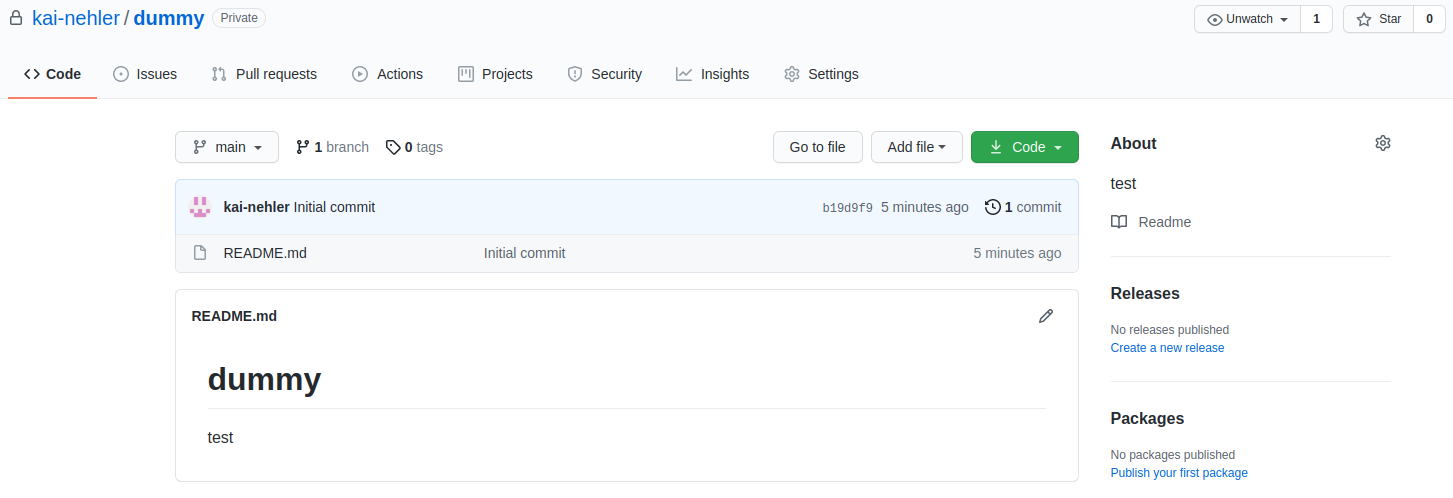 kai-nehler / dummy Private Unwatch 1 Star 0
Code Issues Pull requests Actions Projects Security Insights Settings
main 1 branch 0 tags Go to file Add file Code
kai-nehler Initial commit b19d9f9 5 minutes ago 1 commit
README.md Initial commit 5 minutes ago
README.md
dummy
test
About
test
Readme
Releases
No releases published
Create a new release
Packages
No packages published
Publish your first package